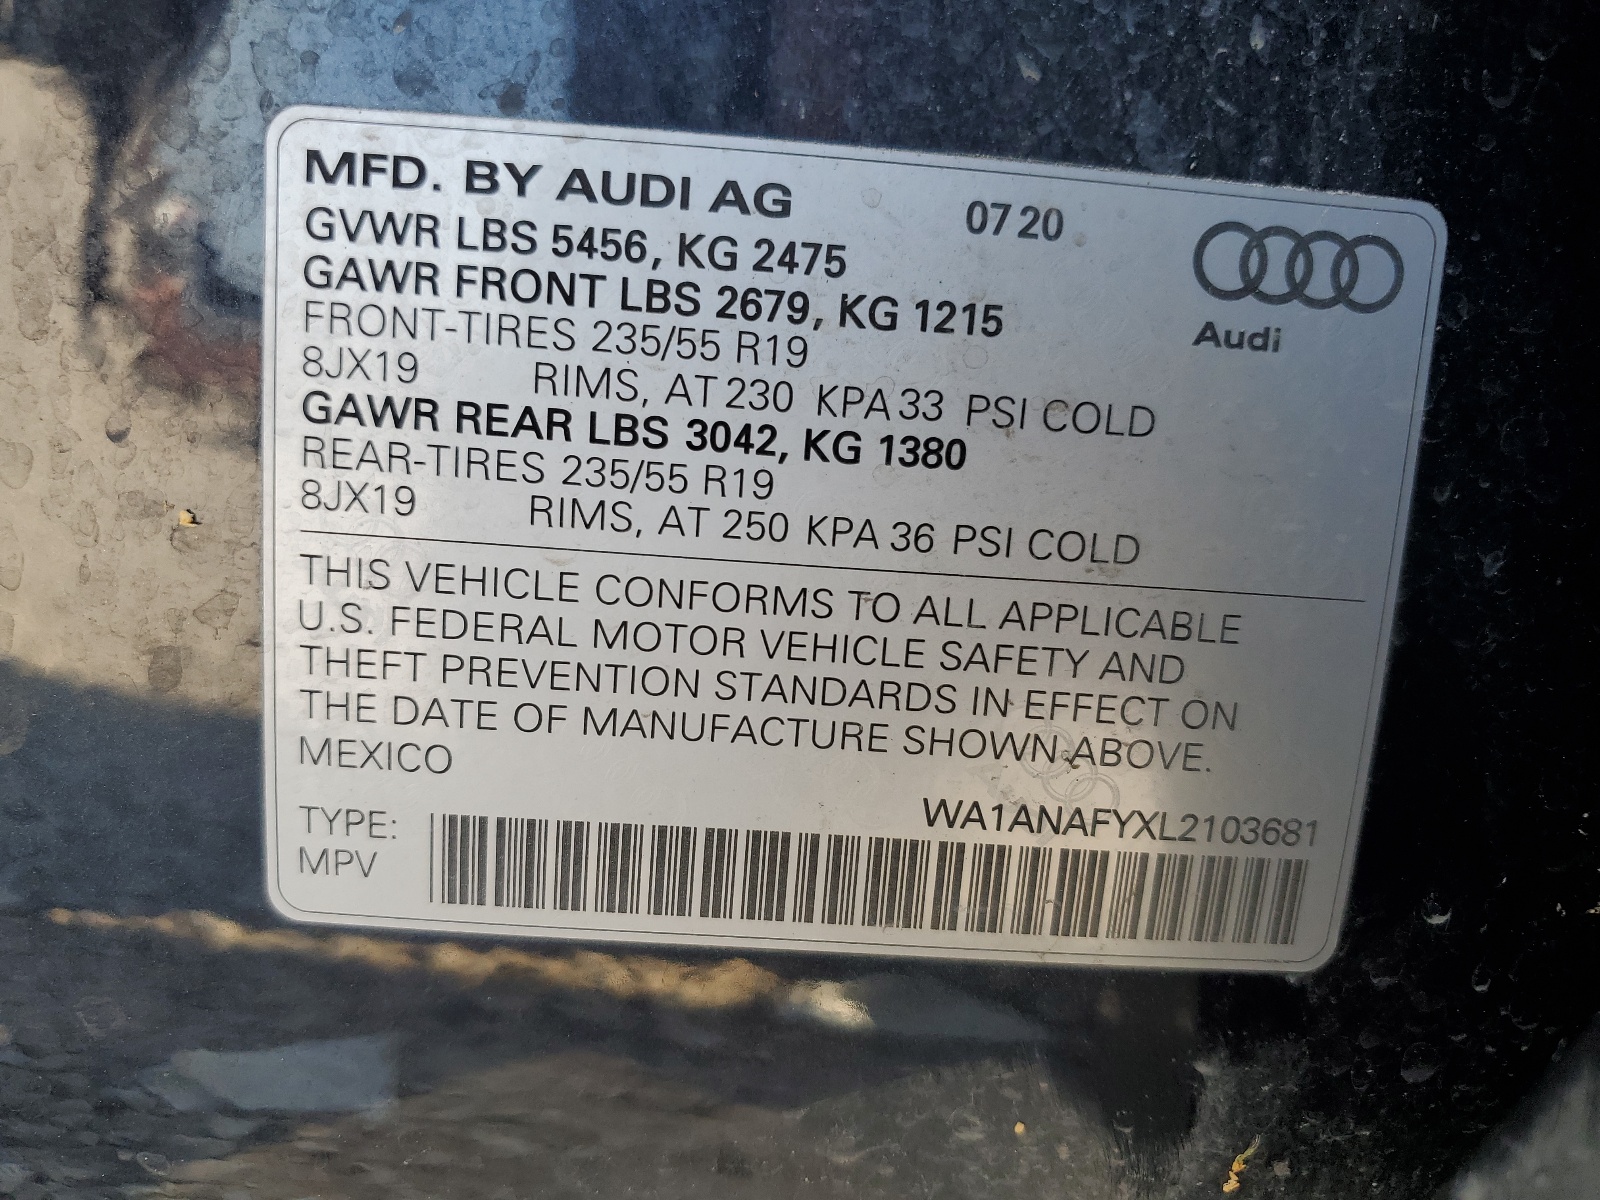 MFD. BY AUDI AG 07 20
GVWR LBS 5456, KG 2475
GAWR FRONT LBS 2679, KG 1215
Audi
FRONT-TIRES 235/55 R19
8JX19 RIMS, AT 230 KPA 33 PSI COLD
GAWR REAR LBS 3042, KG 1380
REAR-TIRES 235/55 R19
8JX19 RIMS, AT 250 KPA 36 PSI COLD
THIS VEHICLE CONFORMS TO ALL APPLICABLE
U.S. FEDERAL MOTOR VEHICLE SAFETY AND
THEFT PREVENTION STANDARDS IN EFFECT ON
THE DATE OF MANUFACTURE SHOWN ABOVE.
MEXICO
WA1ANAFYXL2103681
TYPE:
MPV